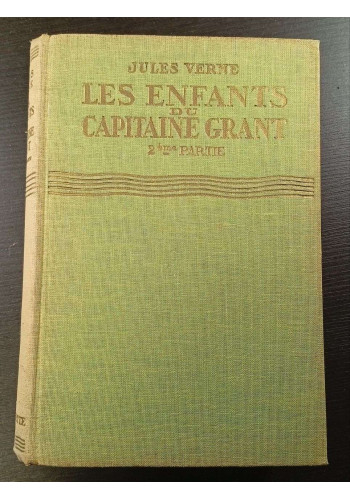 JULES VERNE
LES ENFANTS
DU
CAPITAINE GRANT
2ème PARTIE